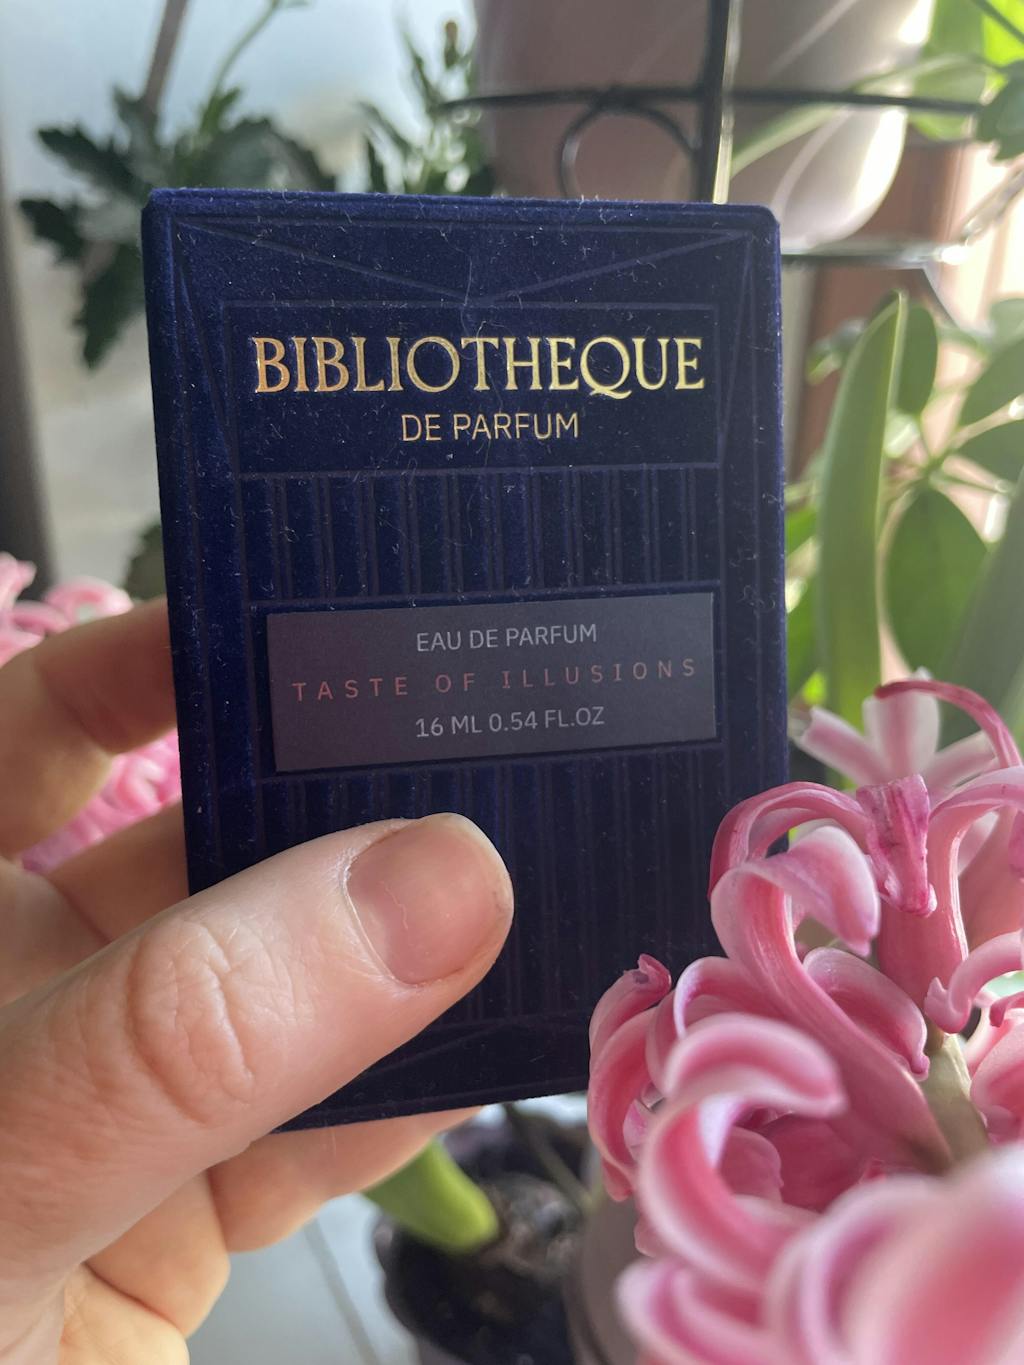 BIBLIOTHEQUE
DE PARFUM
EAU DE PARFUM
TASTE OF ILLUSIONS
16 ML 0.54 FL.OZ